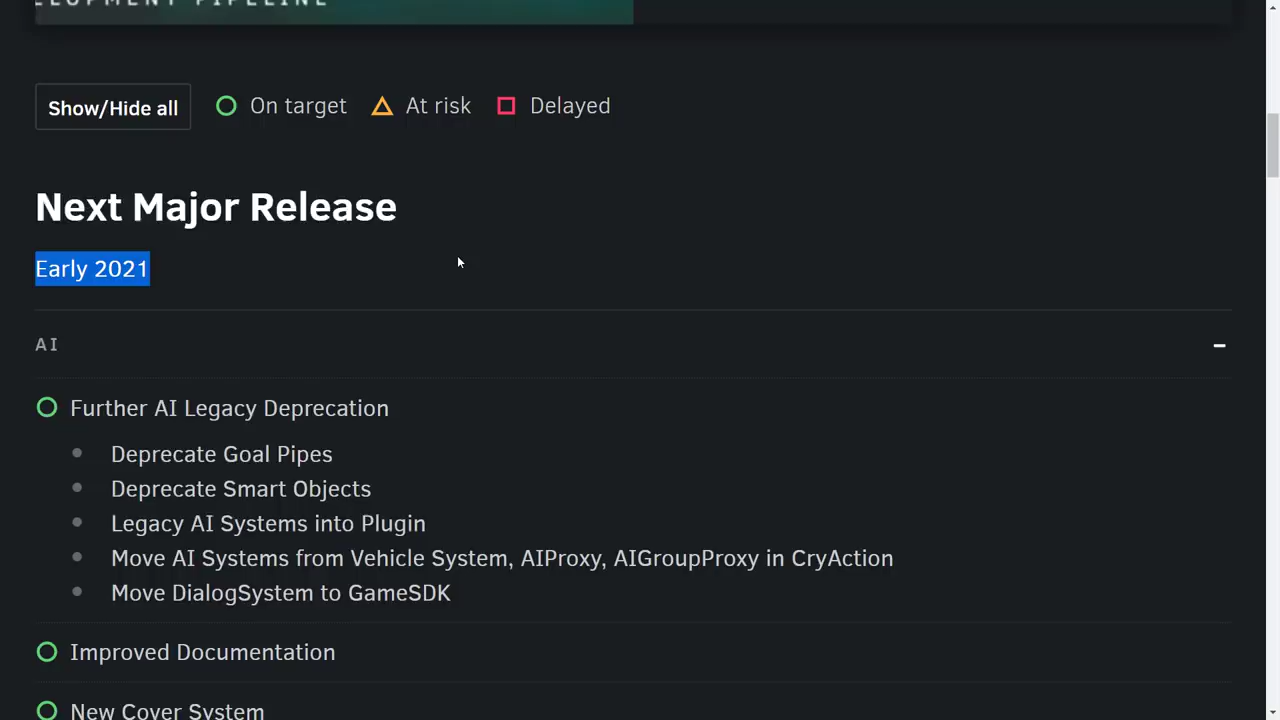 DEVELOPMENT PIPELINE
Show/Hide all
On target
At risk
Delayed
Next Major Release
Early 2021
AI
Further AI Legacy Deprecation
Deprecate Goal Pipes
Deprecate Smart Objects
Legacy AI Systems into Plugin
Move AI Systems from Vehicle System, AIProxy, AIGroupProxy in CryAction
Move DialogSystem to GameSDK
Improved Documentation
New Cover System